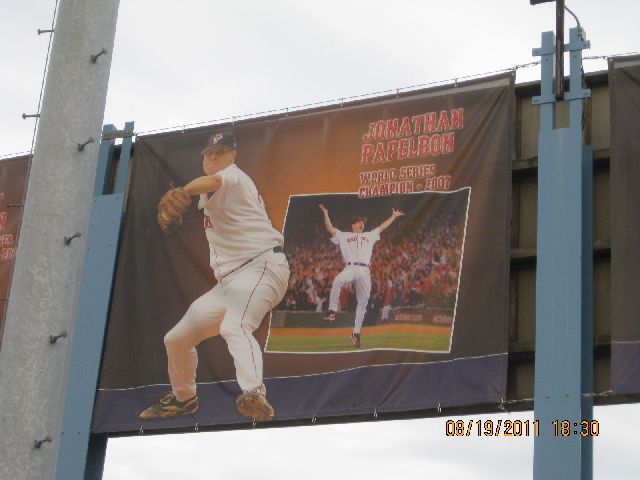 JONATHAN
PAPELBON
WORLD SERIES
CHAMPION - 2007
08/19/2011 18:30